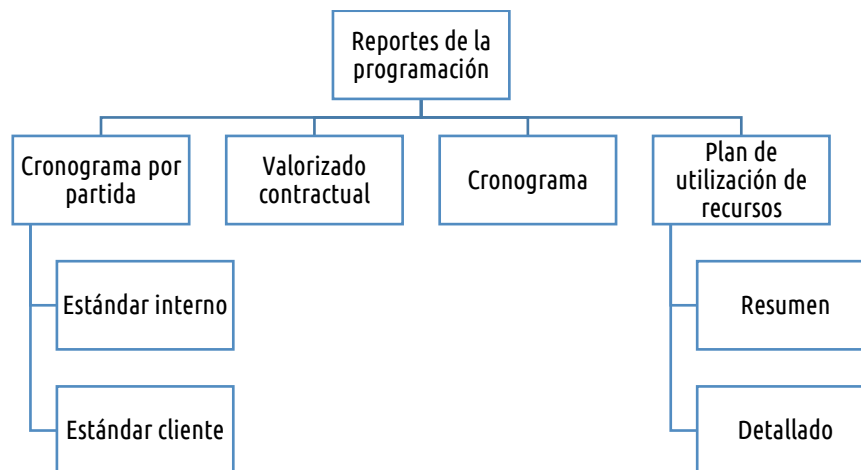 Reportes de la
programación
Cronograma por
partida
Valorizado
contractual
Cronograma
Plan de
utilización de
recursos
Estándar interno
Resumen
Estándar cliente
Detallado